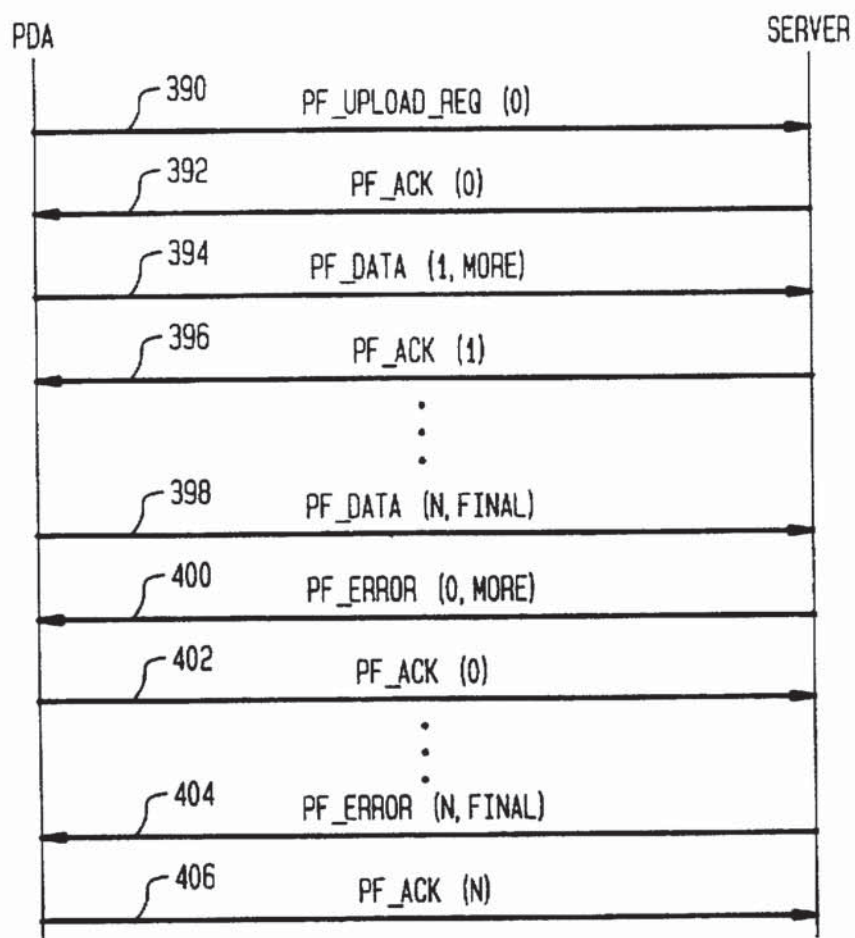 PDA
SERVER
390
PF_UPLOAD_REQ (0)
392
PF_ACK (0)
394
PF_DATA (1, MORE)
396
PF_ACK (1)
398
PF_DATA (N, FINAL)
400
PF_ERROR (0, MORE)
402
PF_ACK (0)
404
PF_ERROR (N, FINAL)
406
PF_ACK (N)